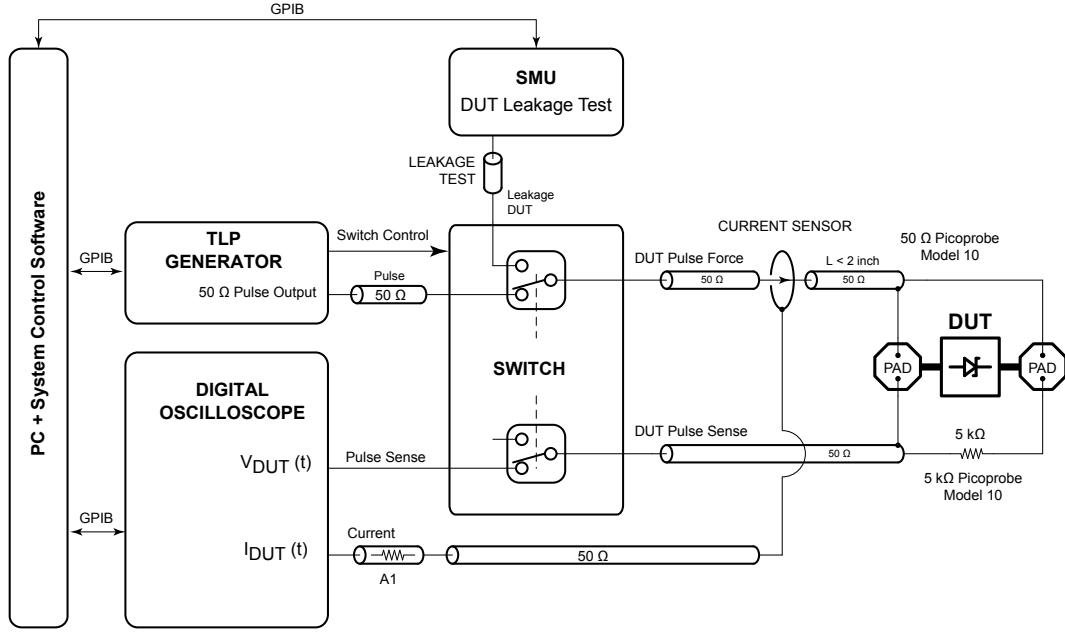 GPIB
SMU
DUT Leakage Test
LEAKAGE
TEST
Leakage
DUT
PC + System Control Software
GPIB
TLP
GENERATOR
50 Ω Pulse Output
Switch Control
Pulse
50 Ω
DUT Pulse Force
50 Ω
CURRENT SENSOR
L < 2 inch
50 Ω
50 Ω Picoprobe
Model 10
DUT
PAD
PAD
SWITCH
DIGITAL
OSCILLOSCOPE
VDUT (t)
Pulse Sense
DUT Pulse Sense
50 Ω
5 kΩ
5 kΩ Picoprobe
Model 10
GPIB
IDUT (t)
Current
A1
50 Ω